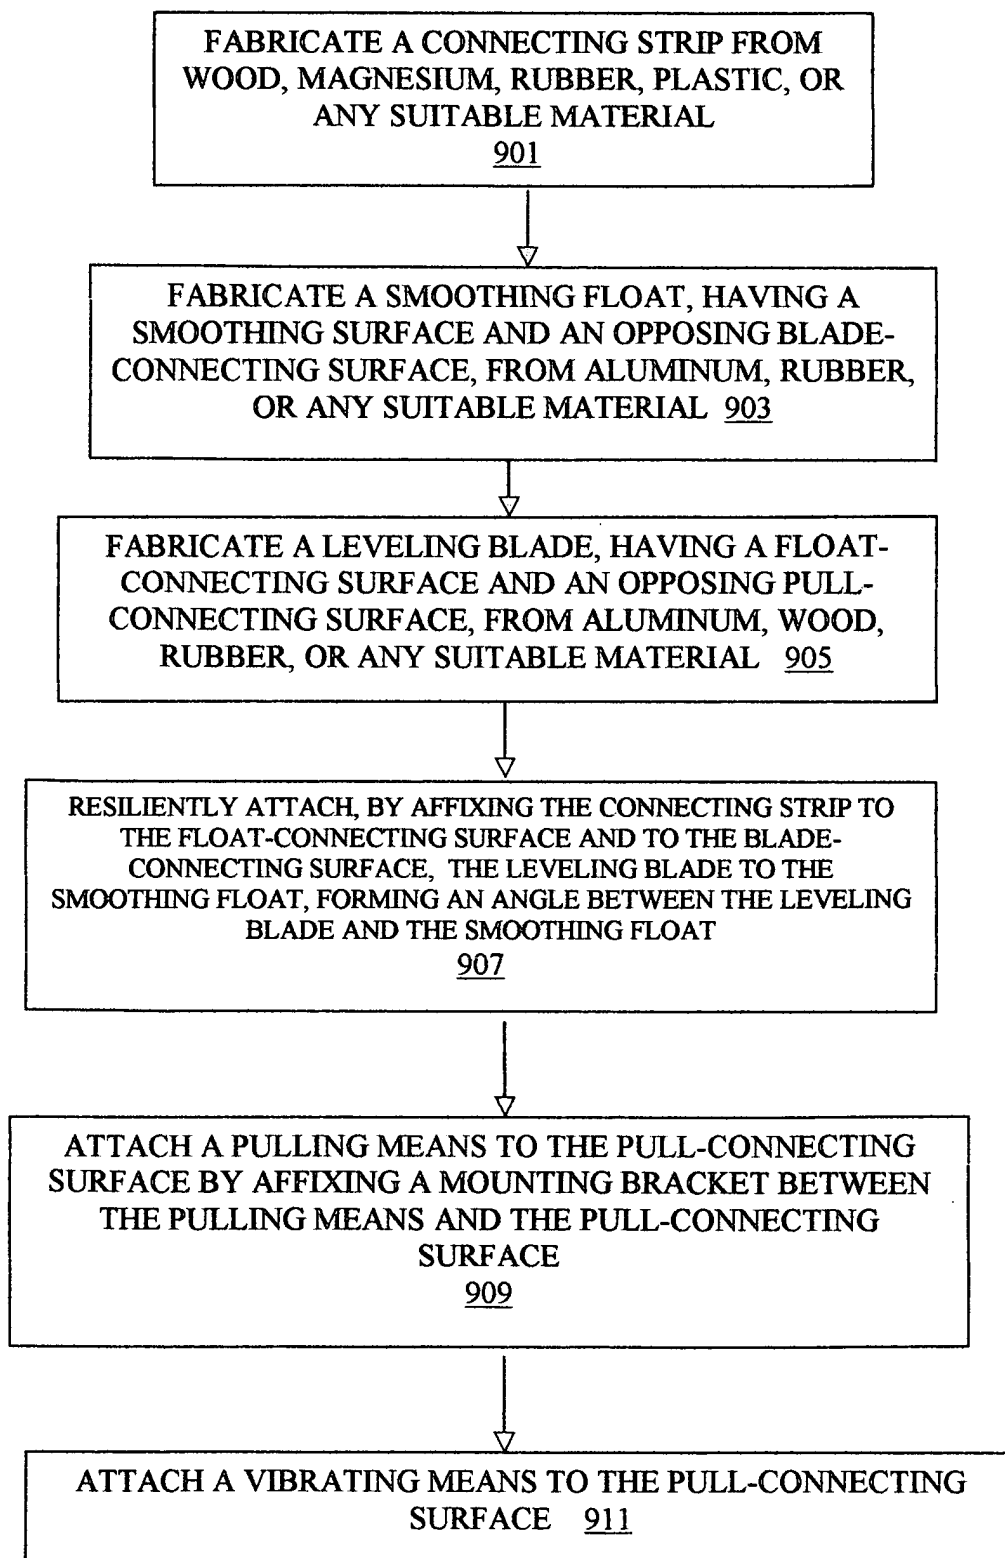 FABRICATE A CONNECTING STRIP FROM
WOOD, MAGNESIUM, RUBBER, PLASTIC, OR
ANY SUITABLE MATERIAL
901
FABRICATE A SMOOTHING FLOAT, HAVING A
SMOOTHING SURFACE AND AN OPPOSING BLADE-
CONNECTING SURFACE, FROM ALUMINUM, RUBBER,
OR ANY SUITABLE MATERIAL 903
FABRICATE A LEVELING BLADE, HAVING A FLOAT-
CONNECTING SURFACE AND AN OPPOSING PULL-
CONNECTING SURFACE, FROM ALUMINUM, WOOD,
RUBBER, OR ANY SUITABLE MATERIAL 905
RESILIENTLY ATTACH, BY AFFIXING THE CONNECTING STRIP TO
THE FLOAT-CONNECTING SURFACE AND TO THE BLADE-
CONNECTING SURFACE, THE LEVELING BLADE TO THE
SMOOTHING FLOAT, FORMING AN ANGLE BETWEEN THE LEVELING
BLADE AND THE SMOOTHING FLOAT
907
ATTACH A PULLING MEANS TO THE PULL-CONNECTING
SURFACE BY AFFIXING A MOUNTING BRACKET BETWEEN
THE PULLING MEANS AND THE PULL-CONNECTING
SURFACE
909
ATTACH A VIBRATING MEANS TO THE PULL-CONNECTING
SURFACE 911